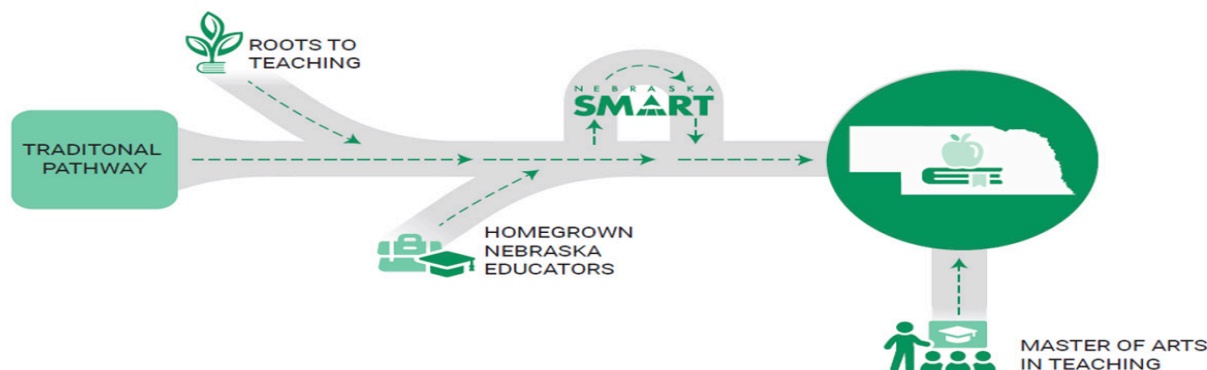 ROOTS TO
TEACHING
TRADITONAL
PATHWAY
NEBRASKA
SMART
HOMEGROWN
NEBRASKA
EDUCATORS
MASTER OF ARTS
IN TEACHING